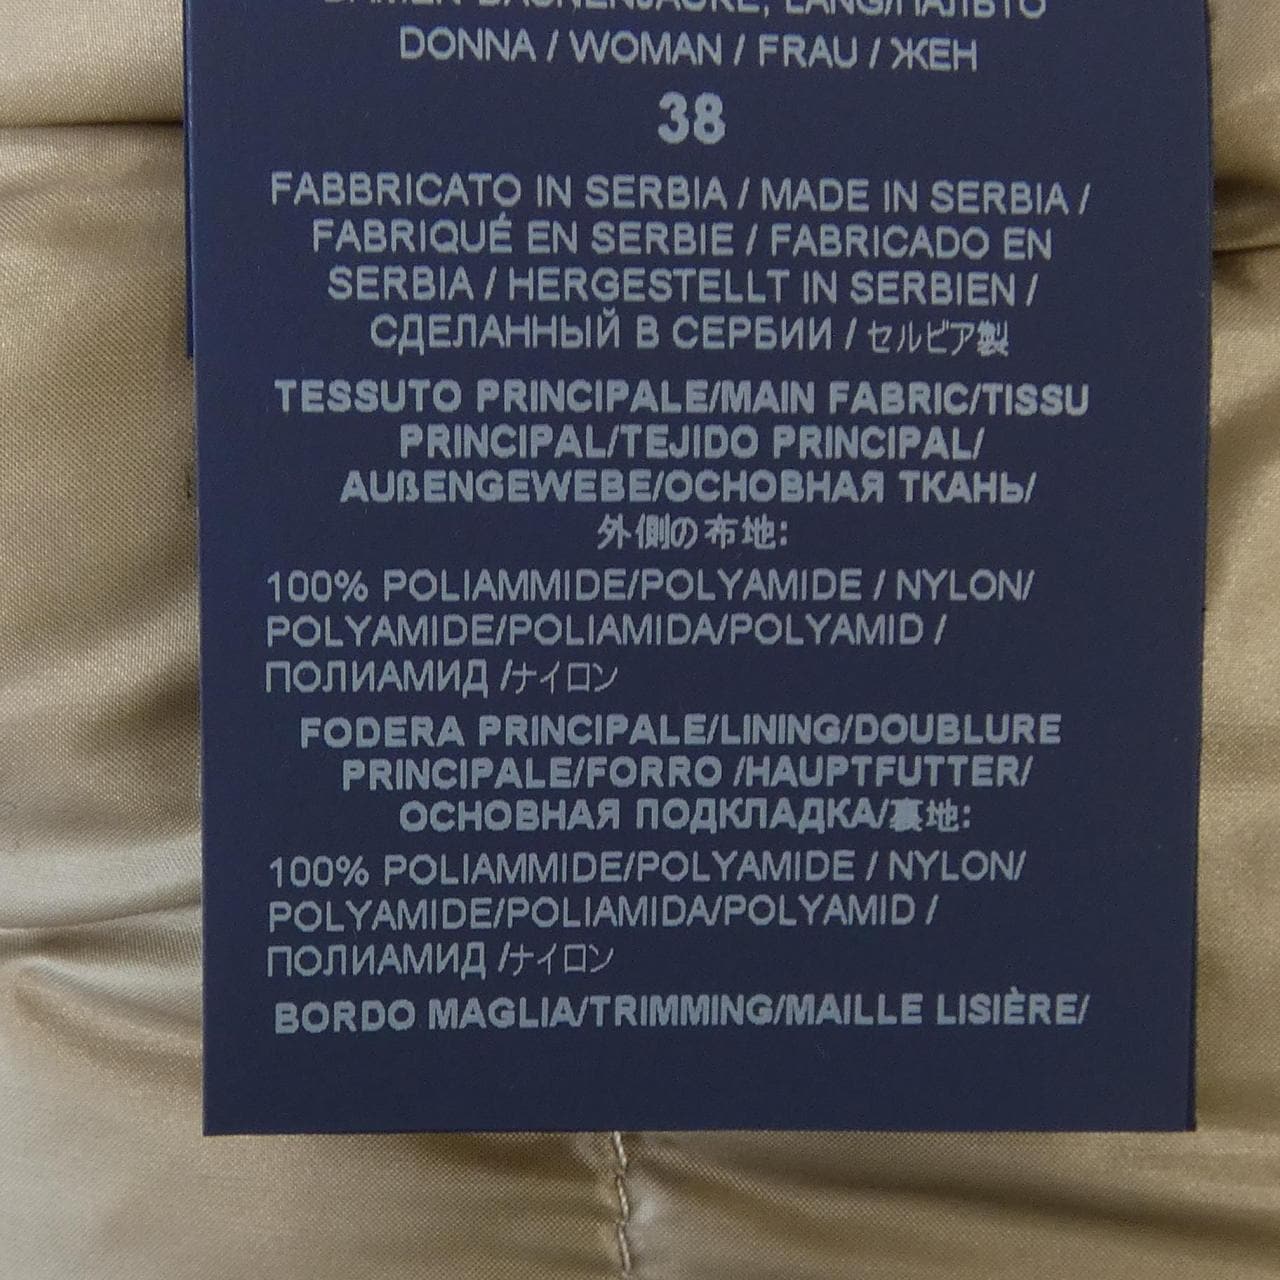 DAMEN-DAUNENJACKE, LANG/ПАЛЬТО
DONNA / WOMAN / FRAU / ЖЕН
38
FABBRICATO IN SERBIA / MADE IN SERBIA /
FABRIQUÉ EN SERBIE / FABRICADO EN
SERBIA / HERGESTELLT IN SERBIEN /
СДЕЛАННЫЙ В СЕРБИИ / セルビア製
TESSUTO PRINCIPALE/MAIN FABRIC/TISSU
PRINCIPAL/TEJIDO PRINCIPAL/
AUßENGEWEBE/ОСНОВНАЯ ТКАНЬ/
外側の布地:
100% POLIAMMIDE/POLYAMIDE / NYLON/
POLYAMIDE/POLIAMIDA/POLYAMID /
ПОЛИАМИД /ナイロン
FODERA PRINCIPALE/LINING/DOUBLURE
PRINCIPALE/FORRO /HAUPTFUTTER/
ОСНОВНАЯ ПОДКЛАДКА/裏地:
100% POLIAMMIDE/POLYAMIDE / NYLON/
POLYAMIDE/POLIAMIDA/POLYAMID /
ПОЛИАМИД /ナイロン
BORDO MAGLIA/TRIMMING/MAILLE LISIÈRE/